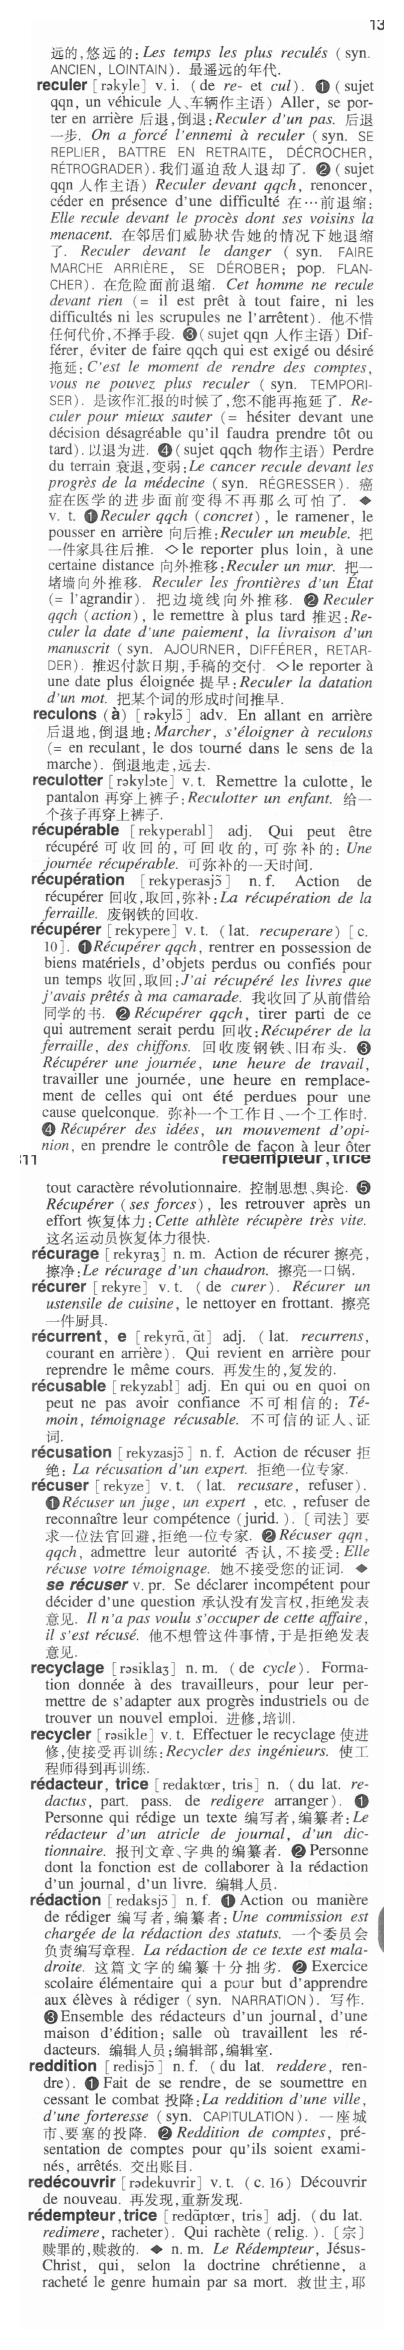 13
远的,悠远的: Les temps les plus reculés (syn.
ANCIEN, LOINTAIN). 最遥远的年代.
reculer [rəkyle] v. i. (de re- et cul). ❶ (sujet
qqn, un véhicule 人、车辆作主语) Aller, se por-
ter en arrière 后退,倒退: Reculer d'un pas. 后退
一步. On a forcé l'ennemi à reculer (syn. SE
REPLIER, BATTRE EN RETRAITE, DÉCROCHER,
RÉTROGRADER). 我们逼迫敌人退却了. ❷ (sujet
qqn 人作主语) Reculer devant qqch, renoncer,
céder en présence d'une difficulté 在…前退缩:
Elle recule devant le procès dont ses voisins la
menacent. 在邻居们威胁状告她的情况下她退缩
了. Reculer devant le danger (syn. FAIRE
MARCHE ARRIÈRE, SE DÉROBER; pop. FLAN-
CHER). 在危险面前退缩. Cet homme ne recule
devant rien (= il est prêt à tout faire, ni les
difficultés ni les scrupules ne l'arrêtent). 他不惜
任何代价,不择手段. ❸ (sujet qqn 人作主语) Dif-
férer, éviter de faire qqch qui est exigé ou désiré
拖延: C'est le moment de rendre des comptes,
vous ne pouvez plus reculer (syn. TEMPORI-
SER). 是该作汇报的时候了,您不能再拖延了. Re-
culer pour mieux sauter (= hésiter devant une
décision désagréable qu'il faudra prendre tôt ou
tard). 以退为进. ❹ (sujet qqch 物作主语) Perdre
du terrain 衰退,变弱: Le cancer recule devant les
progrès de la médecine (syn. RÉGRESSER). 癌
症在医学的进步面前变得不再那么可怕了. ◆
v. t. ❶ Reculer qqch (concret), le ramener, le
pousser en arrière 向后推: Reculer un meuble. 把
一件家具往后推. ◇ le reporter plus loin, à une
certaine distance 向外推移: Reculer un mur. 把一
堵墙向外推移. Reculer les frontières d'un État
(= l'agrandir). 把边境线向外推移. ❷ Reculer
qqch (action), le remettre à plus tard 推迟: Re-
culer la date d'une paiement, la livraison d'un
manuscrit (syn. AJOURNER, DIFFÉRER, RETAR-
DER). 推迟付款日期,手稿的交付. ◇ le reporter à
une date plus éloignée 提早: Reculer la datation
d'un mot. 把某个词的形成时间推早.
reculons (à) [rəkylɔ̃] adv. En allant en arrière
后退地,倒退地: Marcher, s'éloigner à reculons
(= en reculant, le dos tourné dans le sens de la
marche). 倒退地走,远去.
reculotter [rəkylɔte] v. t. Remettre la culotte, le
pantalon 再穿上裤子: Reculotter un enfant. 给一
个孩子再穿上裤子.
récupérable [rekyperabl] adj. Qui peut être
récupéré 可收回的,可回收的,可弥补的: Une
journée récupérable. 可弥补的一天时间.
récupération [rekyperasjɔ̃] n. f. Action de
récupérer 回收,取回,弥补: La récupération de la
ferraille. 废钢铁的回收.
récupérer [rekypere] v. t. (lat. recuperare) [c.
10]. ❶ Récupérer qqch, rentrer en possession de
biens matériels, d'objets perdus ou confiés pour
un temps 收回,取回: J'ai récupéré les livres que
j'avais prêtés à ma camarade. 我收回了从前借给
同学的书. ❷ Récupérer qqch, tirer parti de ce
qui autrement serait perdu 回收: Récupérer de la
ferraille, des chiffons. 回收废钢铁、旧布头. ❸
Récupérer une journée, une heure de travail,
travailler une journée, une heure en remplace-
ment de celles qui ont été perdues pour une
cause quelconque. 弥补一个工作日、一个工作时.
❹ Récupérer des idées, un mouvement d'opi-
nion, en prendre le contrôle de façon à leur ôter
311 rédempteur, trice
tout caractère révolutionnaire. 控制思想、舆论. ❺
Récupérer (ses forces), les retrouver après un
effort 恢复体力: Cette athlète récupère très vite.
这名运动员恢复体力很快.
récurage [rekyraʒ] n. m. Action de récurer 擦亮,
擦净: Le récurage d'un chaudron. 擦亮一口锅.
récurer [rekyre] v. t. (de curer). Récurer un
ustensile de cuisine, le nettoyer en frottant. 擦亮
一件厨具.
récurrent, e [rekyrɑ̃, ɑ̃t] adj. (lat. recurrens,
courant en arrière). Qui revient en arrière pour
reprendre le même cours. 再发生的,复发的.
récusable [rekyzabl] adj. En qui ou en quoi on
peut ne pas avoir confiance 不可相信的: Té-
moin, témoignage récusable. 不可信的证人、证
词.
récusation [rekyzasjɔ̃] n. f. Action de récuser 拒
绝: La récusation d'un expert. 拒绝一位专家.
récuser [rekyze] v. t. (lat. recusare, refuser).
❶ Récuser un juge, un expert , etc. , refuser de
reconnaître leur compétence (jurid.). 〔司法〕要
求一位法官回避,拒绝一位专家. ❷ Récuser qqn,
qqch, admettre leur autorité 否认,不接受: Elle
récuse votre témoignage. 她不接受您的证词. ◆
se récuser v. pr. Se déclarer incompétent pour
décider d'une question 承认没有发言权,拒绝发表
意见. Il n'a pas voulu s'occuper de cette affaire,
il s'est récusé. 他不想管这件事情,于是拒绝发表
意见.
recyclage [rəsiklaʒ] n. m. (de cycle). Forma-
tion donnée à des travailleurs, pour leur per-
mettre de s'adapter aux progrès industriels ou de
trouver un nouvel emploi. 进修,培训.
recycler [rəsikle] v. t. Effectuer le recyclage 使进
修,使接受再训练: Recycler des ingénieurs. 使工
程师得到再训练.
rédacteur, trice [redaktœr, tris] n. (du lat. re-
dactus, part. pass. de redigere arranger). ❶
Personne qui rédige un texte 编写者,编纂者: Le
rédacteur d'un atricle de journal, d'un dic-
tionnaire. 报刊文章、字典的编纂者. ❷ Personne
dont la fonction est de collaborer à la rédaction
d'un journal, d'un livre. 编辑人员.
rédaction [redaksjɔ̃] n. f. ❶ Action ou manière
de rédiger 编写者,编纂者: Une commission est
chargée de la rédaction des statuts. 一个委员会
负责编写章程. La rédaction de ce texte est mala-
droite. 这篇文字的编纂十分拙劣. ❷ Exercice
scolaire élémentaire qui a pour but d'apprendre
aux élèves à rédiger (syn. NARRATION). 写作.
❸ Ensemble des rédacteurs d'un journal, d'une
maison d'édition; salle où travaillent les ré-
dacteurs. 编辑人员;编辑部,编辑室.
reddition [redisjɔ̃] n. f. (du lat. reddere, ren-
dre). ❶ Fait de se rendre, de se soumettre en
cessant le combat 投降: La reddition d'une ville,
d'une forteresse (syn. CAPITULATION). 一座城
市、要塞的投降. ❷ Reddition de comptes, pré-
sentation de comptes pour qu'ils soient exami-
nés, arrêtés. 交出账目.
redécouvrir [rədekuvrir] v. t. (c. 16) Découvrir
de nouveau. 再发现,重新发现.
rédempteur, trice [redɑ̃ptœr, tris] adj. (du lat.
redimere, racheter). Qui rachète (relig.). 〔宗〕
赎罪的,赎救的. ◆ n. m. Le Rédempteur, Jésus-
Christ, qui, selon la doctrine chrétienne, a
racheté le genre humain par sa mort. 救世主,耶